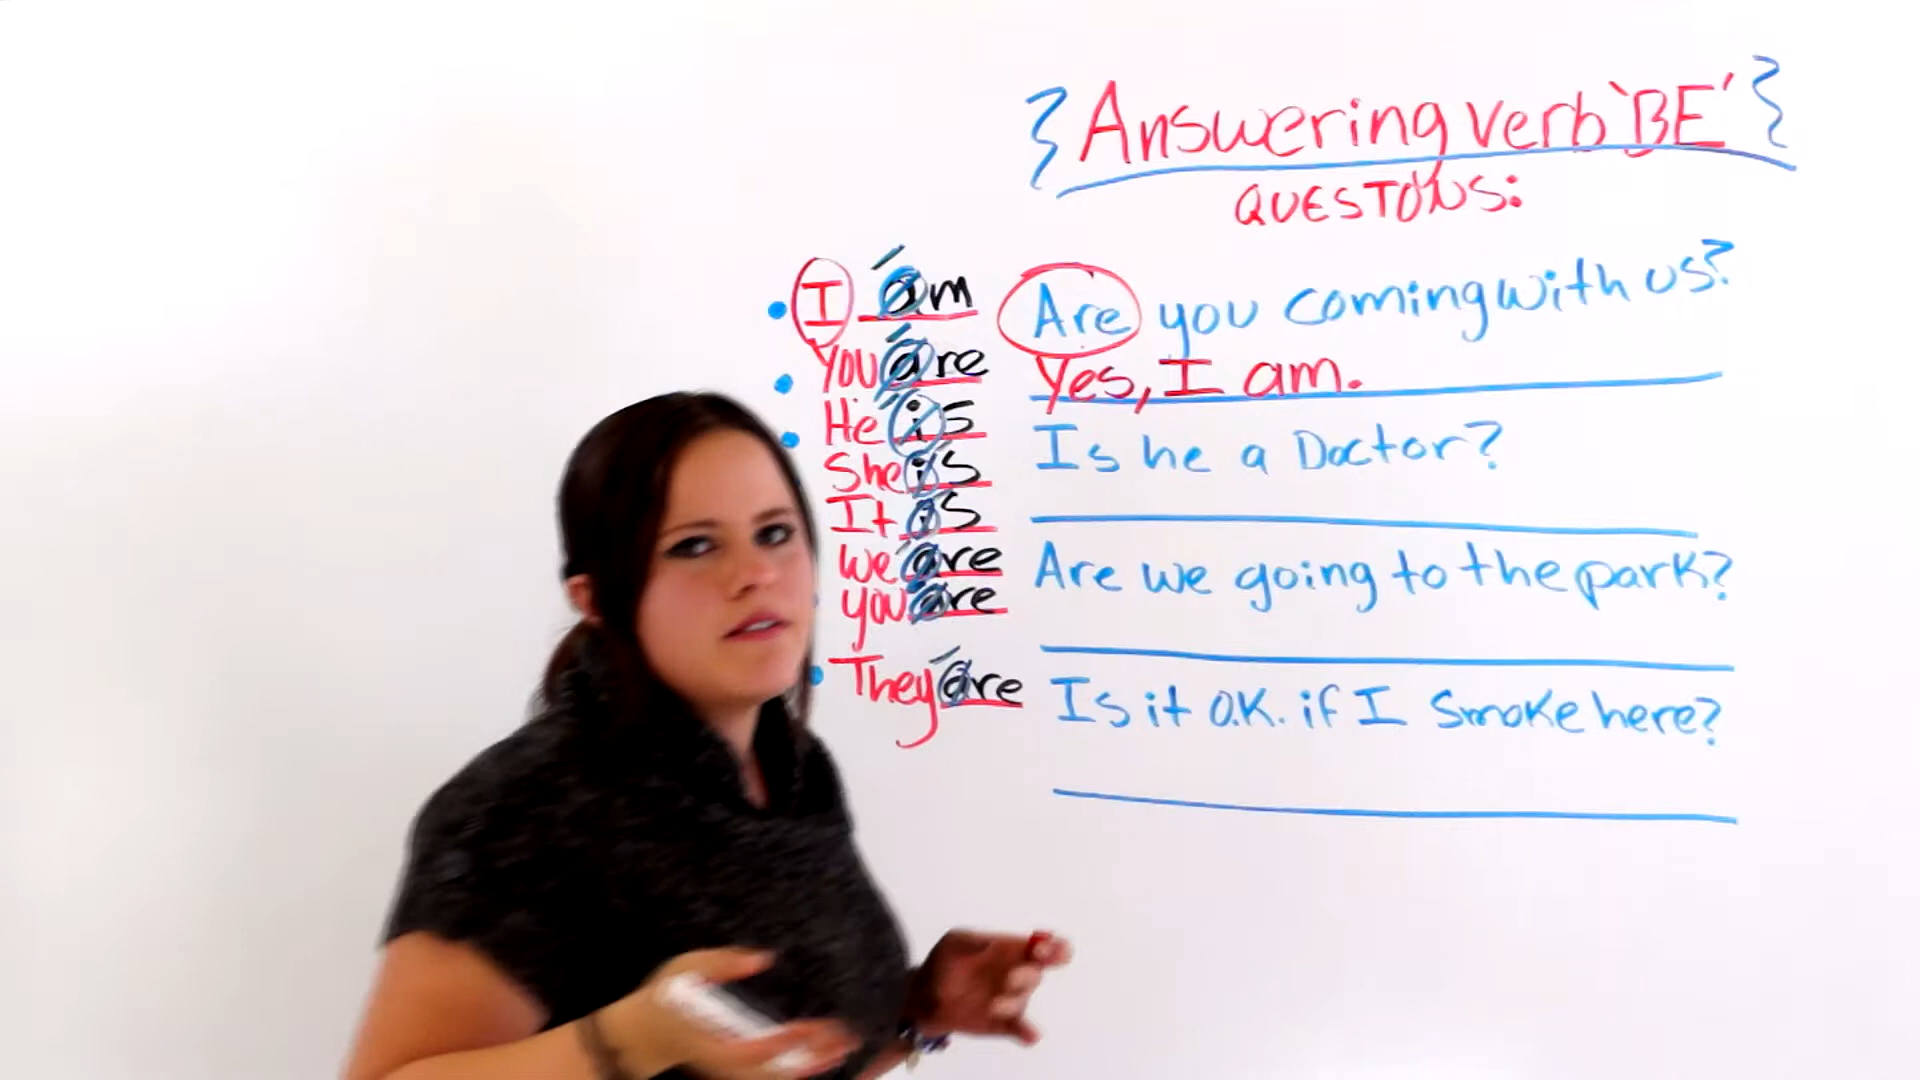 {Answering verb 'BE'}
QUESTONS:
I am
You are
He is
She is
It is
we are
you are
They are
Are you coming with us?
Yes, I am.
Is he a Doctor?
Are we going to the park?
Is it O.K. if I smoke here?